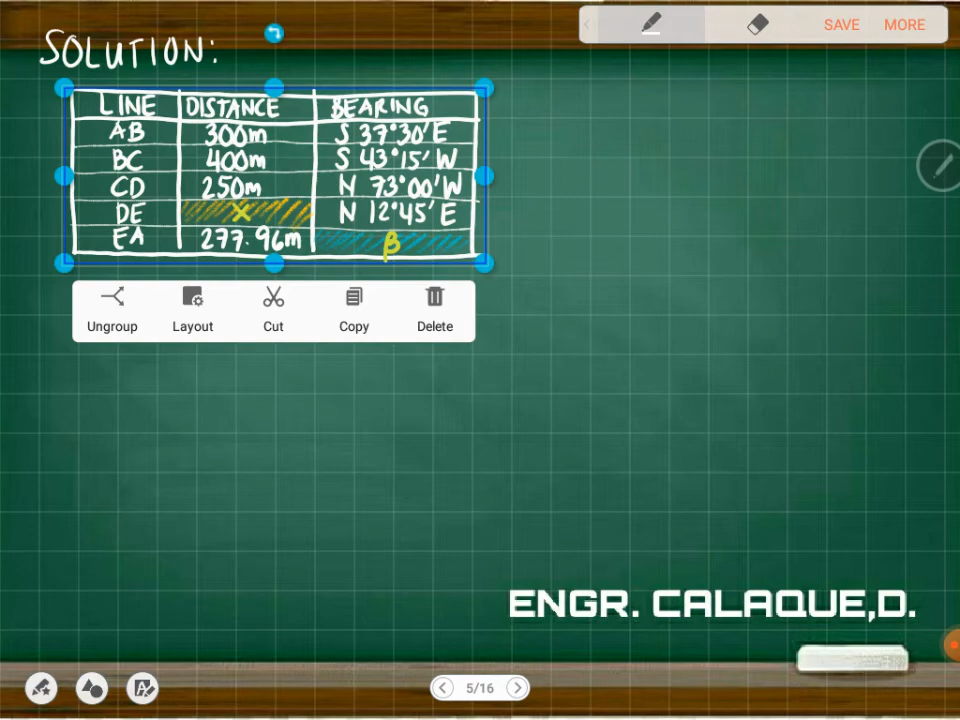 SAVE MORE
SOLUTION:
LINE DISTANCE BEARING
AB 300m S 37°30'E
BC 400m S 43°15'W
CD 250m N 73°00'W
DE X N 12°45'E
EA 277.96m β
Ungroup Layout Cut Copy Delete
ENGR. CALAQUE,D.
5/16